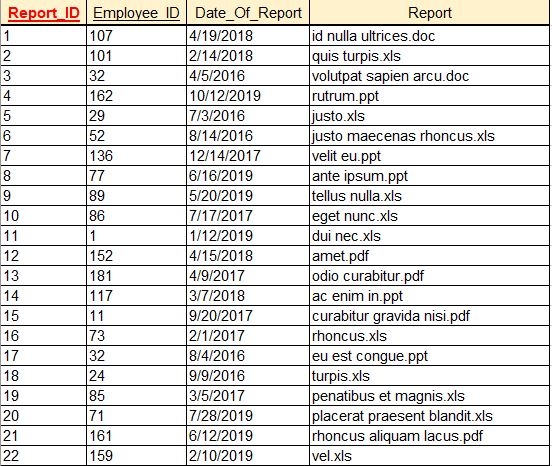 Report_ID Employee_ID Date_Of_Report Report
1 107 4/19/2018 id nulla ultrices.doc
2 101 2/14/2018 quis turpis.xls
3 32 4/5/2016 volutpat sapien arcu.doc
4 162 10/12/2019 rutrum.ppt
5 29 7/3/2016 justo.xls
6 52 8/14/2016 justo maecenas rhoncus.xls
7 136 12/14/2017 velit eu.ppt
8 77 6/16/2019 ante ipsum.ppt
9 89 5/20/2019 tellus nulla.xls
10 86 7/17/2017 eget nunc.xls
11 1 1/12/2019 dui nec.xls
12 152 4/15/2018 amet.pdf
13 181 4/9/2017 odio curabitur.pdf
14 117 3/7/2018 ac enim in.ppt
15 11 9/20/2017 curabitur gravida nisi.pdf
16 73 2/1/2017 rhoncus.xls
17 32 8/4/2016 eu est congue.ppt
18 24 9/9/2016 turpis.xls
19 85 3/5/2017 penatibus et magnis.xls
20 71 7/28/2019 placerat praesent blandit.xls
21 161 6/12/2019 rhoncus aliquam lacus.pdf
22 159 2/10/2019 vel.xls